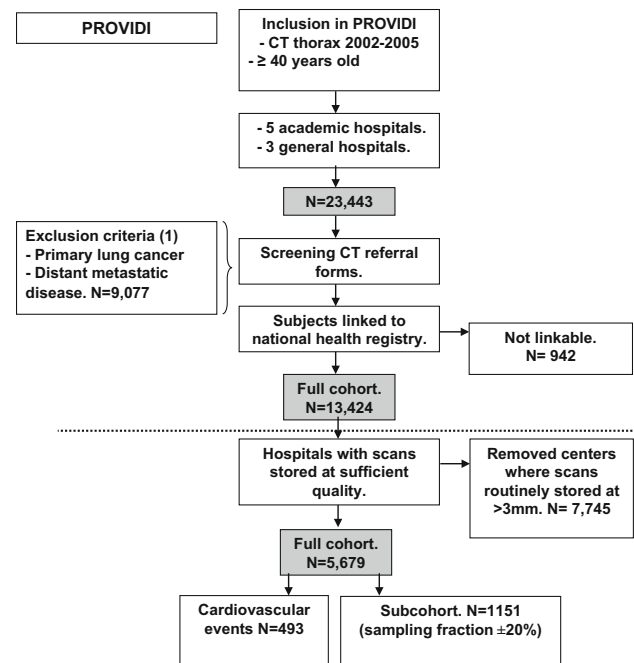 PROVIDI
Inclusion in PROVIDI
- CT thorax 2002-2005
- ≥ 40 years old
- 5 academic hospitals.
- 3 general hospitals.
N=23,443
Exclusion criteria (1)
- Primary lung cancer
- Distant metastatic
disease. N=9,077
Screening CT referral
forms.
Subjects linked to
national health registry.
Not linkable.
N= 942
Full cohort.
N=13,424
Hospitals with scans
stored at sufficient
quality.
Removed centers
where scans
routinely stored at
>3mm. N= 7,745
Full cohort.
N=5,679
Cardiovascular
events N=493
Subcohort. N=1151
(sampling fraction ±20%)